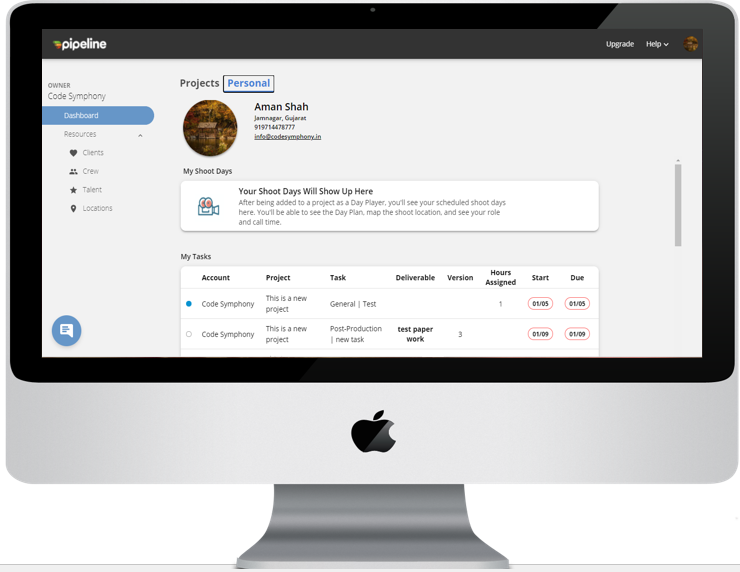 pipeline
Upgrade Help
OWNER
Code Symphony
Dashboard
Resources
Clients
Crew
Talent
Locations
Projects Personal
Aman Shah
Jamnagar, Gujarat
919714478777
info@codesymphony.in
My Shoot Days
Your Shoot Days Will Show Up Here
After being added to a project as a Day Player, you'll see your scheduled shoot days
here. You'll be able to see the Day Plan, map the shoot location, and see your role
and call time.
My Tasks
Account Project Task Deliverable Version Hours Assigned Start Due
Code Symphony This is a new project General | Test 1 01/05 01/05
Code Symphony This is a new project Post-Production | new task test paper work 3 01/09 01/09